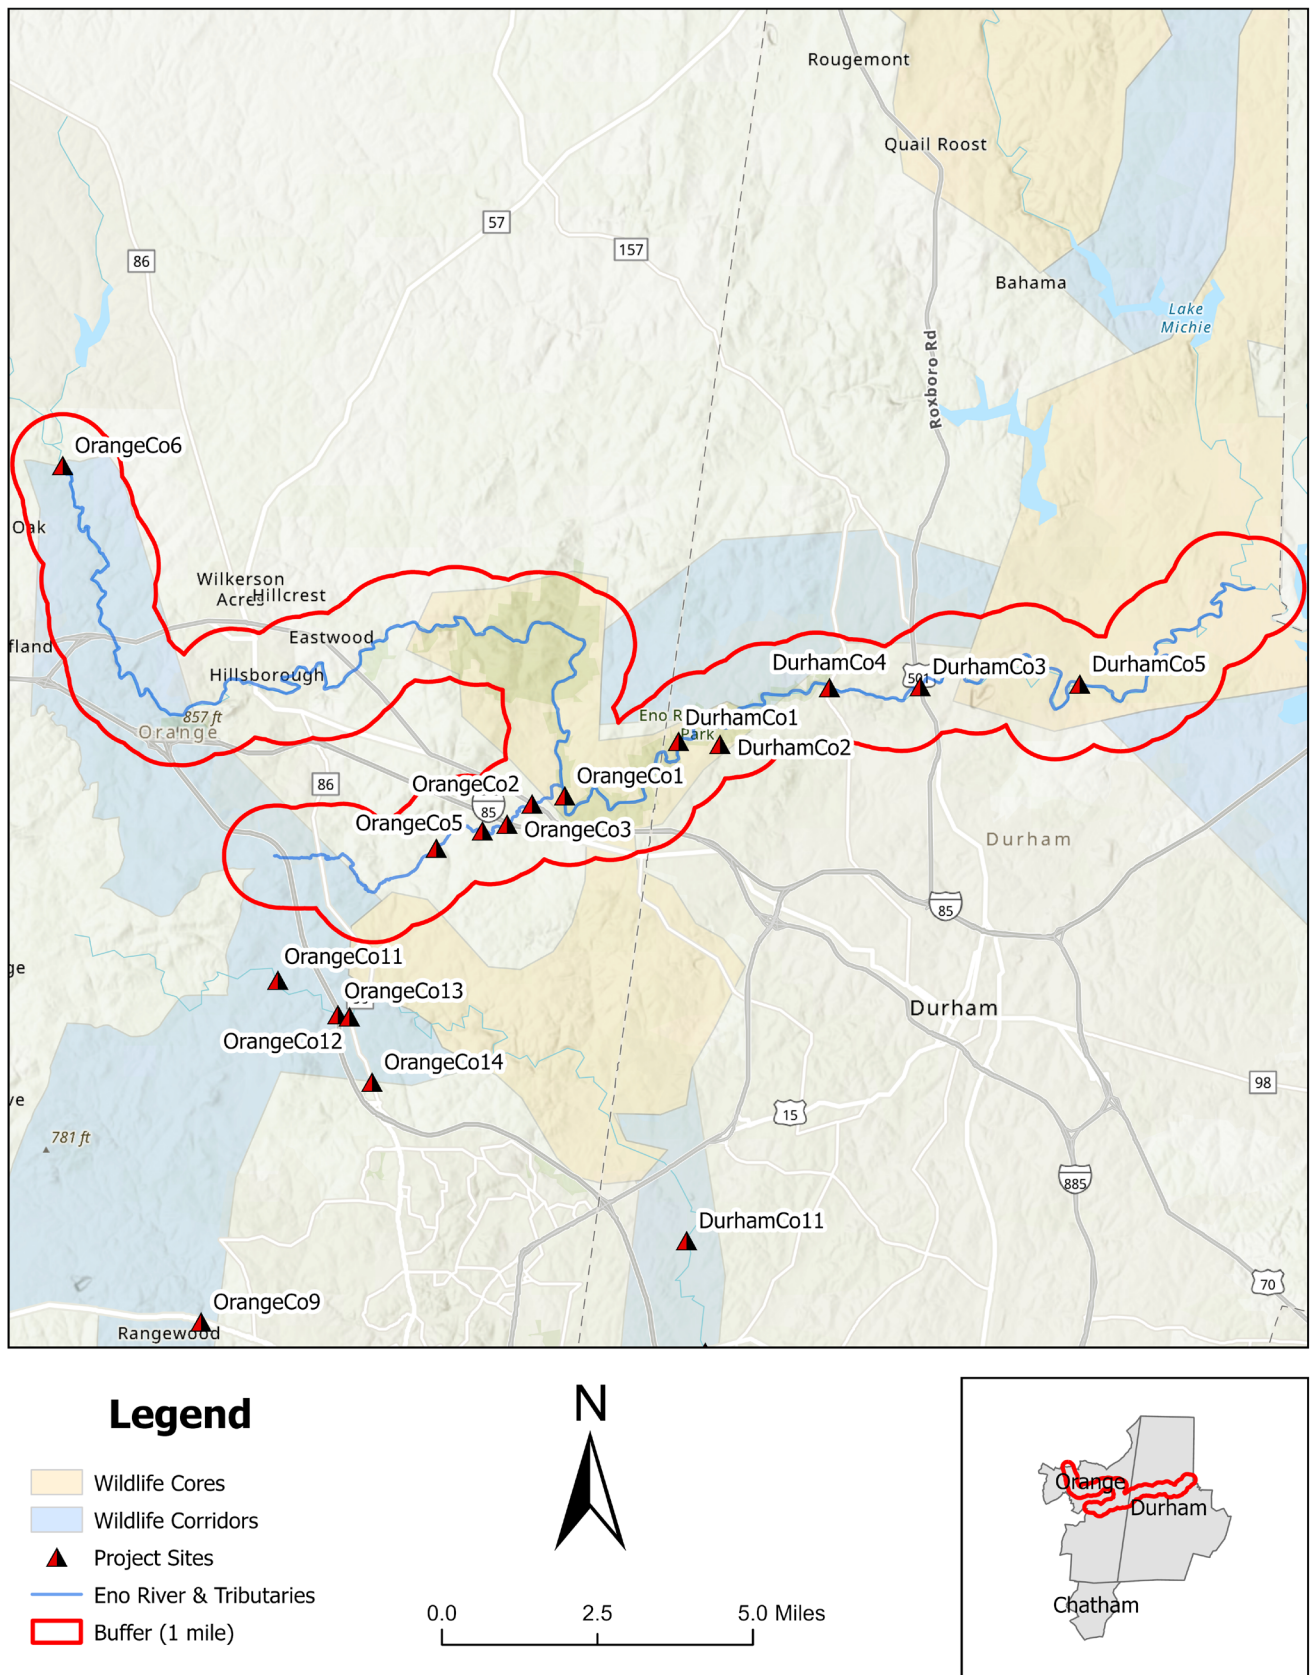 Rougemont
Quail Roost
57
157
86
Bahama
Lake
Michie
Roxboro Rd
OrangeCo6
Oak
Wilkerson
Acres
Hillcrest
Eastwood
fland
Hillsborough
857 ft
Orange
DurhamCo4
DurhamCo3
DurhamCo5
501
Eno R
DurhamCo1
Park
DurhamCo2
OrangeCo2
OrangeCo1
86
85
OrangeCo5
OrangeCo3
Durham
85
ge
OrangeCo11
OrangeCo13
Durham
OrangeCo12
OrangeCo14
98
ve
15
781 ft
885
DurhamCo11
70
OrangeCo9
Rangewood
Legend
N
Wildlife Cores
Wildlife Corridors
Project Sites
Eno River & Tributaries
Buffer (1 mile)
0.0 2.5 5.0 Miles
Orange
Durham
Chatham